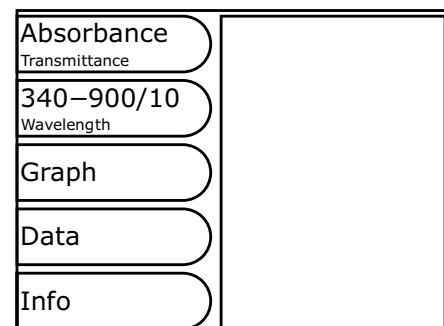 Absorbance
Transmittance
340−900/10
Wavelength
Graph
Data
Info